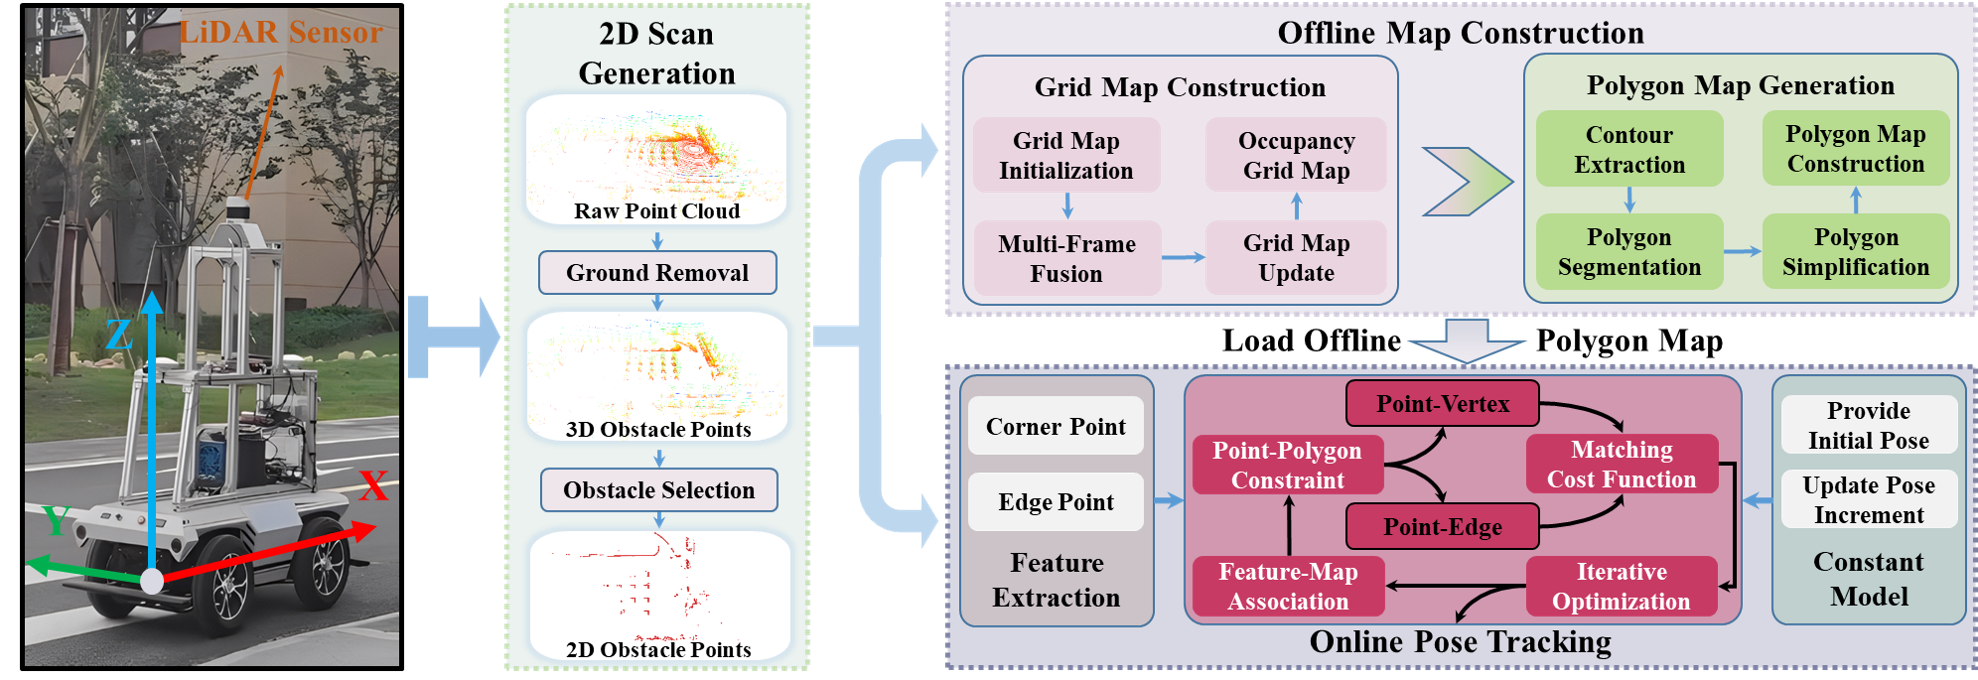 LiDAR Sensor
Z
X
Y
2D Scan
Generation
Raw Point Cloud
Ground Removal
3D Obstacle Points
Obstacle Selection
2D Obstacle Points
Offline Map Construction
Grid Map Construction
Grid Map
Initialization
Multi-Frame
Fusion
Grid Map
Update
Occupancy
Grid Map
Polygon Map Generation
Contour
Extraction
Polygon
Segmentation
Polygon
Simplification
Polygon Map
Construction
Load Offline Polygon Map
Corner Point
Edge Point
Feature
Extraction
Point-Vertex
Point-Polygon
Constraint
Matching
Cost Function
Point-Edge
Feature-Map
Association
Iterative
Optimization
Provide
Initial Pose
Update Pose
Increment
Constant
Model
Online Pose Tracking